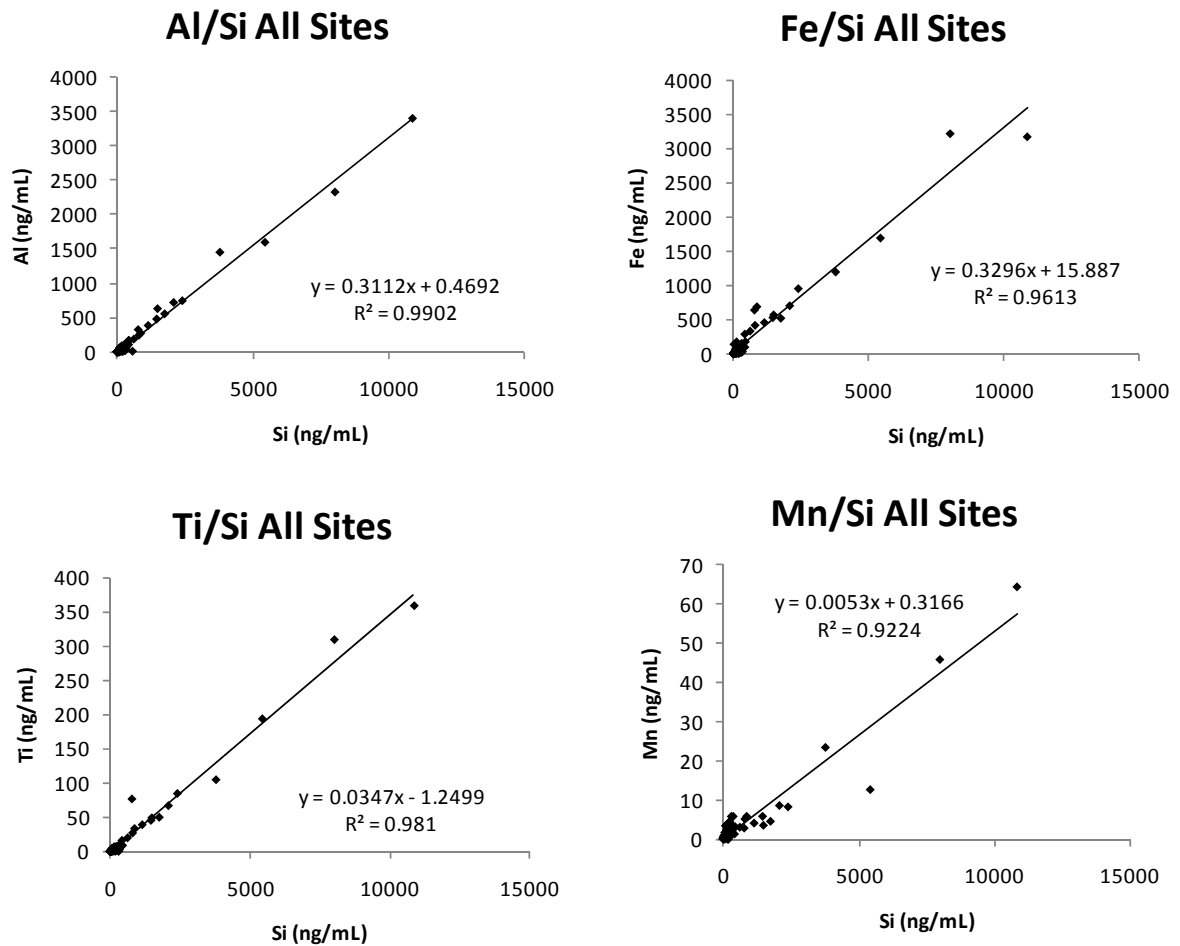 Al/Si All Sites
4000
3500
3000
2500
2000
1500
1000
500
0
Al (ng/mL)
y = 0.3112x + 0.4692
R² = 0.9902
0 5000 10000 15000
Si (ng/mL)
Fe/Si All Sites
4000
3500
3000
2500
2000
1500
1000
500
0
Fe (ng/mL)
y = 0.3296x + 15.887
R² = 0.9613
0 5000 10000 15000
Si (ng/mL)
Ti/Si All Sites
400
350
300
250
200
150
100
50
0
Ti (ng/mL)
y = 0.0347x - 1.2499
R² = 0.981
0 5000 10000 15000
Si (ng/mL)
Mn/Si All Sites
70
60
50
40
30
20
10
0
Mn (ng/mL)
y = 0.0053x + 0.3166
R² = 0.9224
0 5000 10000 15000
Si (ng/mL)